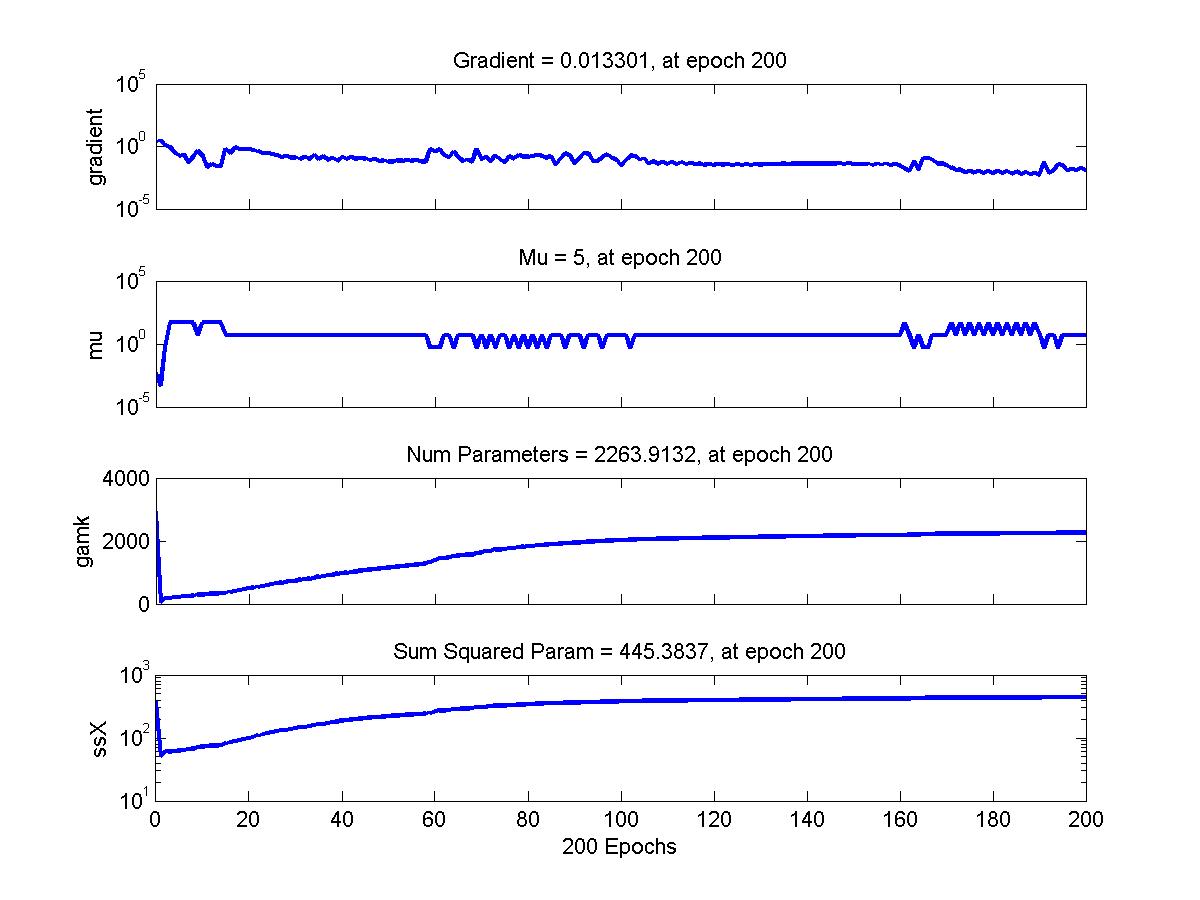 Gradient = 0.013301, at epoch 200
10^5
10^0
10^-5
gradient
Mu = 5, at epoch 200
10^5
10^0
10^-5
mu
Num Parameters = 2263.9132, at epoch 200
4000
2000
0
gamk
Sum Squared Param = 445.3837, at epoch 200
10^3
10^2
10^1
ssX
0 20 40 60 80 100 120 140 160 180 200
200 Epochs